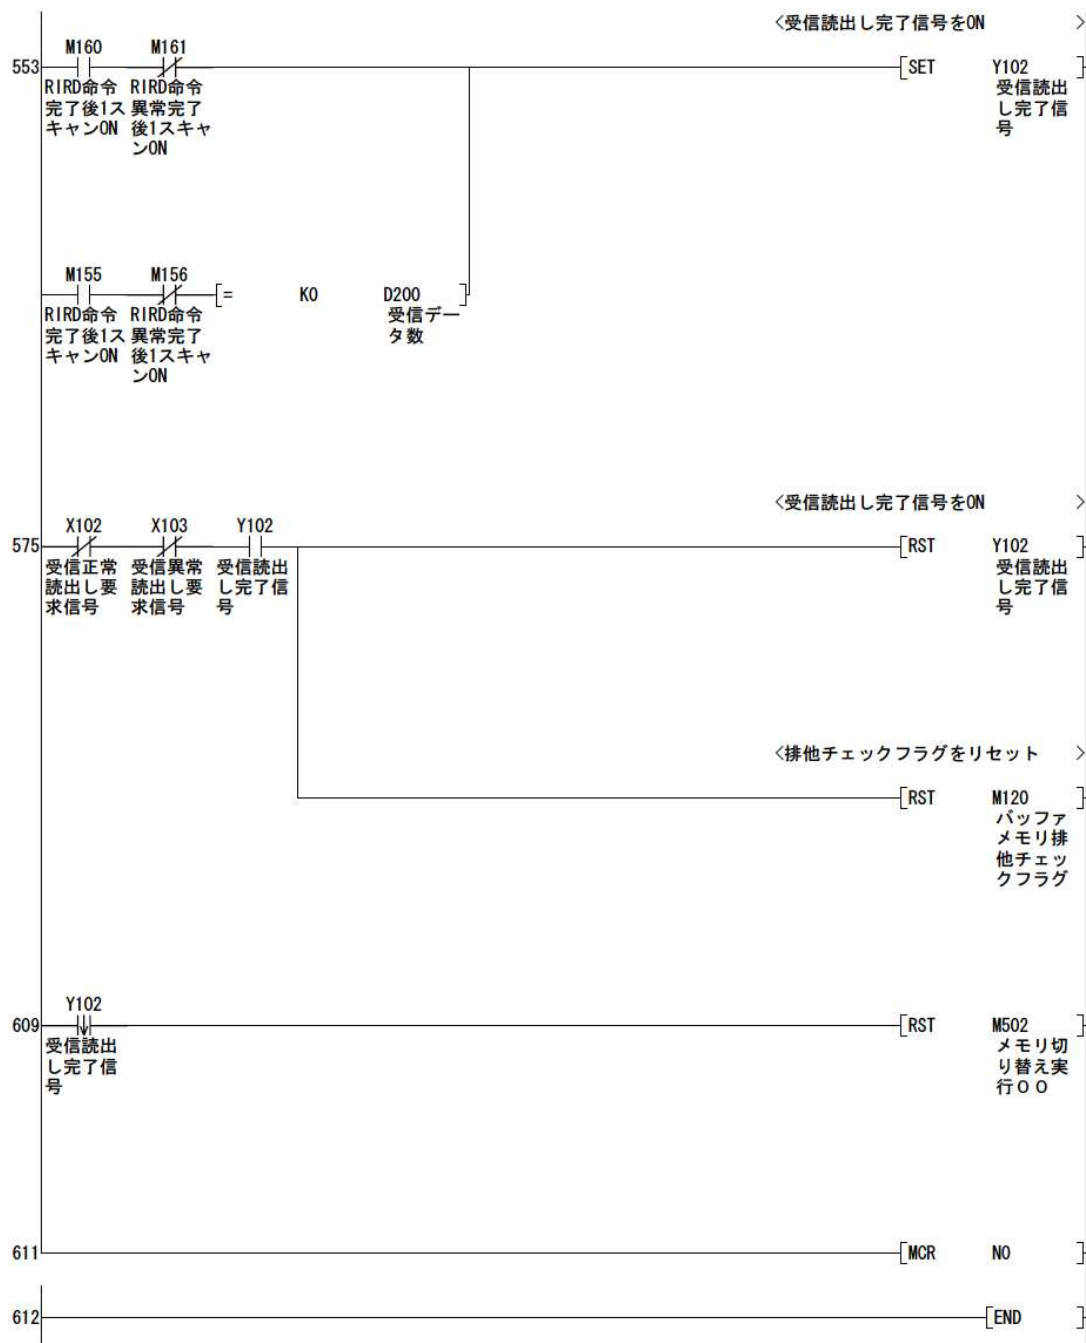 <受信読出し完了信号をON >
M160 M161
553 [SET Y102 ]
RIRD命令 RIRD命令 受信読出
完了後1ス 異常完了 し完了信
キャンON 後1スキャ 号
ンON
M155 M156
[= K0 D200 ]
RIRD命令 RIRD命令 受信デー
完了後1ス 異常完了 タ数
キャンON 後1スキャ
ンON
<受信読出し完了信号をON >
X102 X103 Y102
575 [RST Y102 ]
受信正常 受信異常 受信読出 受信読出
読出し要 読出し要 し完了信 し完了信
求信号 求信号 号 号
<排他チェックフラグをリセット >
[RST M120 ]
バッファ
メモリ排
他チェッ
クフラグ
Y102
609 [RST M502 ]
受信読出 メモリ切
し完了信 り替え実
号 行００
611 [MCR N0 ]
612 [END ]